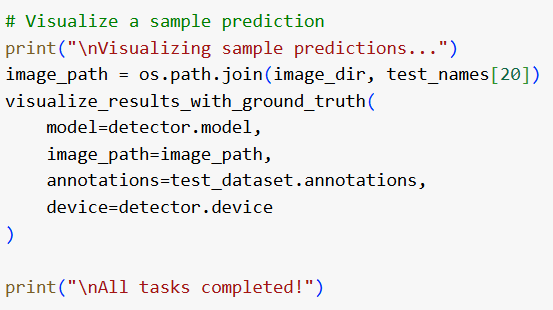 # Visualize a sample prediction
print("\nVisualizing sample predictions...")
image_path = os.path.join(image_dir, test_names[20])
visualize_results_with_ground_truth(
    model=detector.model,
    image_path=image_path,
    annotations=test_dataset.annotations,
    device=detector.device
)

print("\nAll tasks completed!")